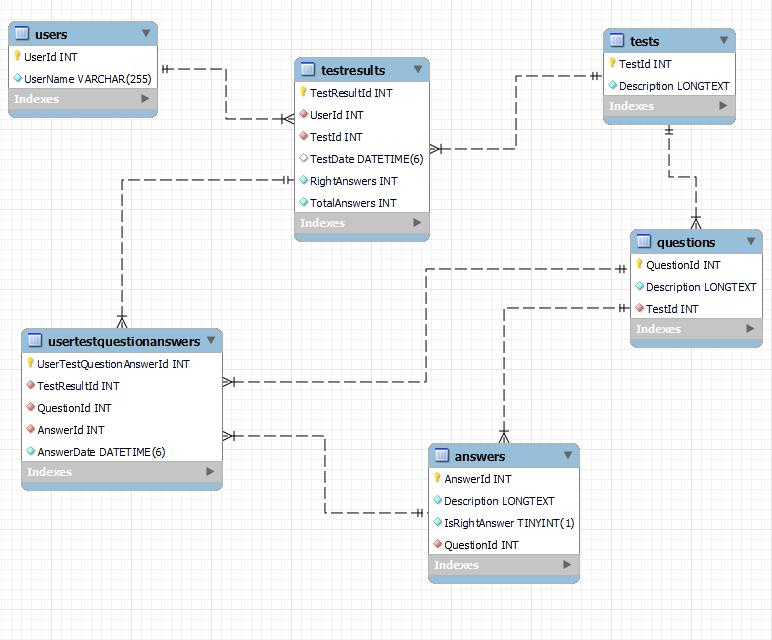 users
UserId INT
UserName VARCHAR(255)
Indexes
testresults
TestResultId INT
UserId INT
TestId INT
TestDate DATETIME(6)
RightAnswers INT
TotalAnswers INT
Indexes
tests
TestId INT
Description LONGTEXT
Indexes
questions
QuestionId INT
Description LONGTEXT
TestId INT
Indexes
usertestquestionanswers
UserTestQuestionAnswerId INT
TestResultId INT
QuestionId INT
AnswerId INT
AnswerDate DATETIME(6)
Indexes
answers
AnswerId INT
Description LONGTEXT
IsRightAnswer TINYINT(1)
QuestionId INT
Indexes